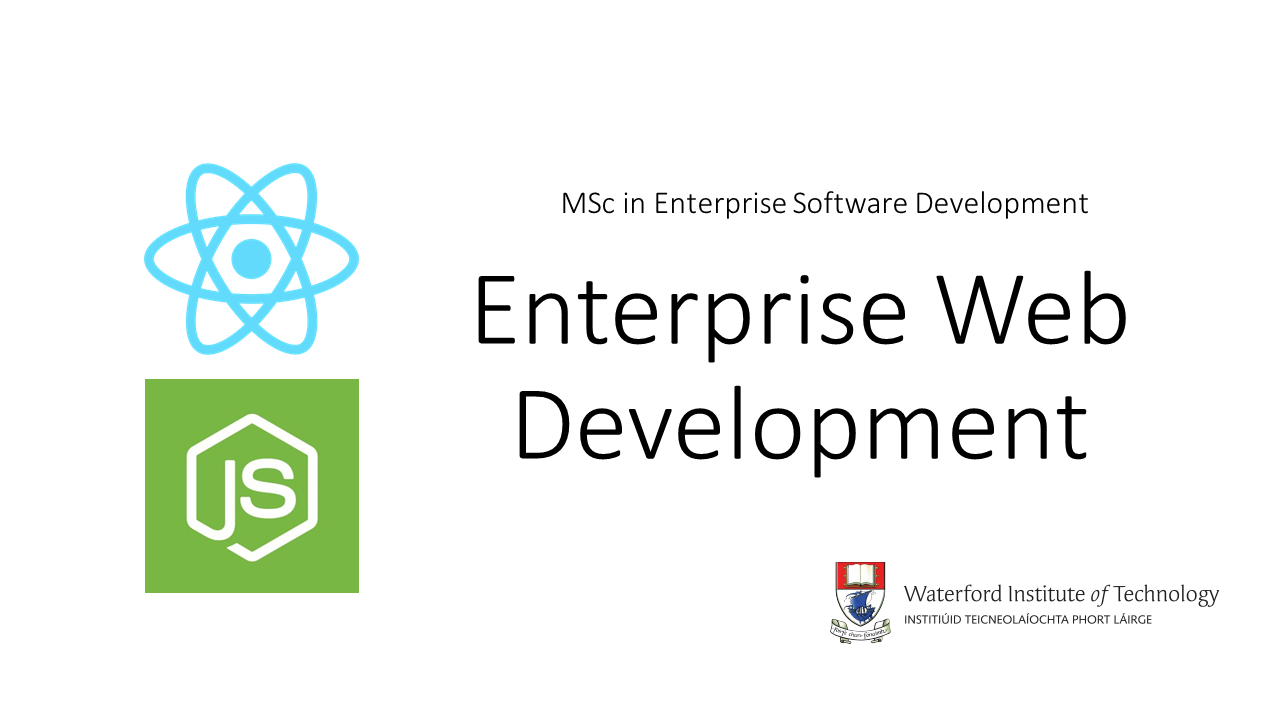 MSc in Enterprise Software Development
Enterprise Web
Development
JS
Waterford Institute of Technology
INSTITIÚID TEICNEOLAÍOCHTA PHORT LÁIRGE